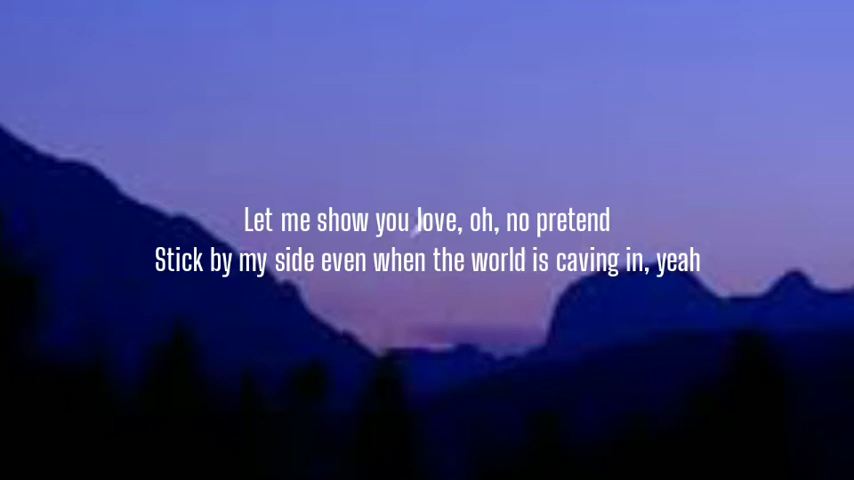 Let me show you love, oh, no pretend
Stick by my side even when the world is caving in, yeah